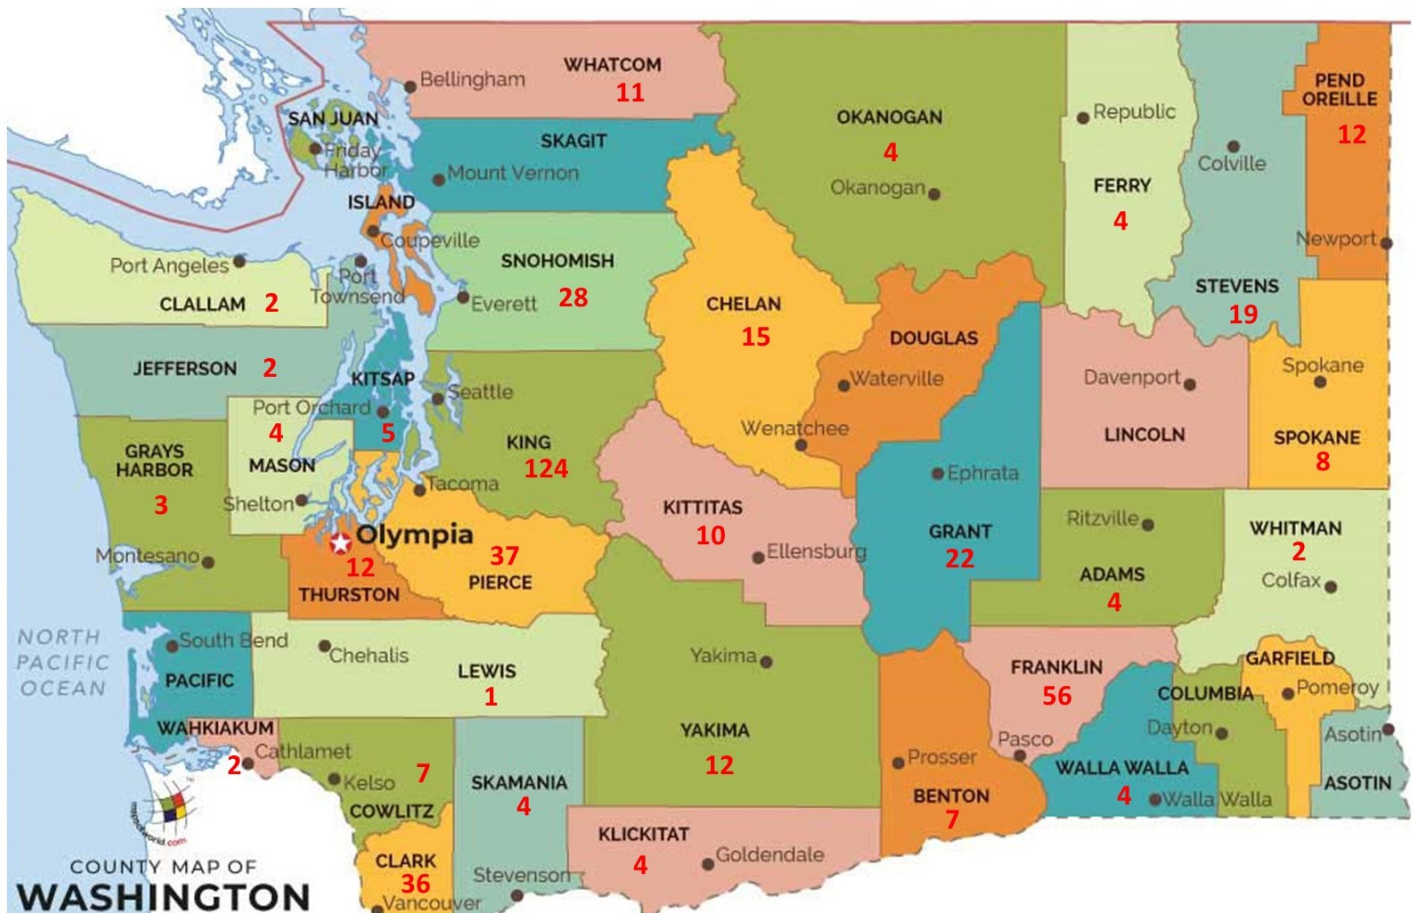 WHATCOM
11
Bellingham
SAN JUAN
Friday
Harbor
SKAGIT
Mount Vernon
OKANOGAN
4
Okanogan
Republic
FERRY
4
Colville
STEVENS
19
PEND
OREILLE
12
Newport
ISLAND
Coupeville
Port Angeles
CLALLAM 2
Port
Townsend
SNOHOMISH
28
Everett
CHELAN
15
Wenatchee
DOUGLAS
Waterville
JEFFERSON 2
KITSAP
Port Orchard
5
Seattle
KING
124
Davenport
LINCOLN
Spokane
SPOKANE
8
GRAYS
HARBOR
3
Montesano
4
MASON
Shelton
Tacoma
Olympia
12
THURSTON
37
PIERCE
KITTITAS
10
Ellensburg
Ephrata
GRANT
22
Ritzville
ADAMS
4
WHITMAN
2
Colfax
NORTH
PACIFIC
OCEAN
South Bend
PACIFIC
Chehalis
LEWIS
1
Yakima
YAKIMA
12
FRANKLIN
56
Pasco
GARFIELD
Pomeroy
COLUMBIA
Dayton
Asotin
ASOTIN
WAHKIAKUM
2
Cathlamet
Kelso
7
COWLITZ
SKAMANIA
4
Stevenson
Prosser
BENTON
7
WALLA WALLA
4
Walla Walla
KLICKITAT
4
Goldendale
CLARK
36
Vancouver
mapsofworld.com
COUNTY MAP OF
WASHINGTON